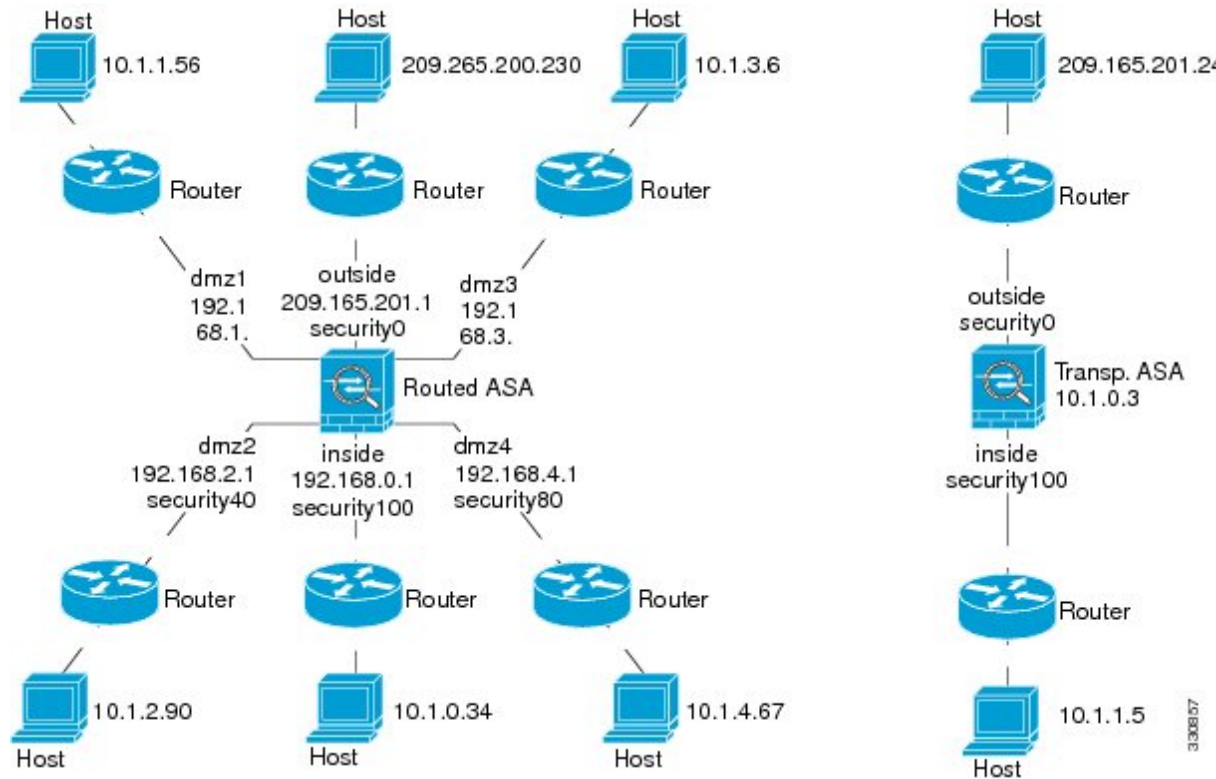 Host
10.1.1.56
Router
Host
209.265.200.230
Router
Host
10.1.3.6
Router
dmz1
192.1
68.1.
outside
209.165.201.1
security0
dmz3
192.1
68.3.
Routed ASA
dmz2
192.168.2.1
security40
inside
192.168.0.1
security100
dmz4
192.168.4.1
security80
Router
10.1.2.90
Host
Router
10.1.0.34
Host
Router
10.1.4.67
Host
Host
209.165.201.24
Router
outside
security0
Transp. ASA
10.1.0.3
inside
security100
Router
10.1.1.5
Host
330857